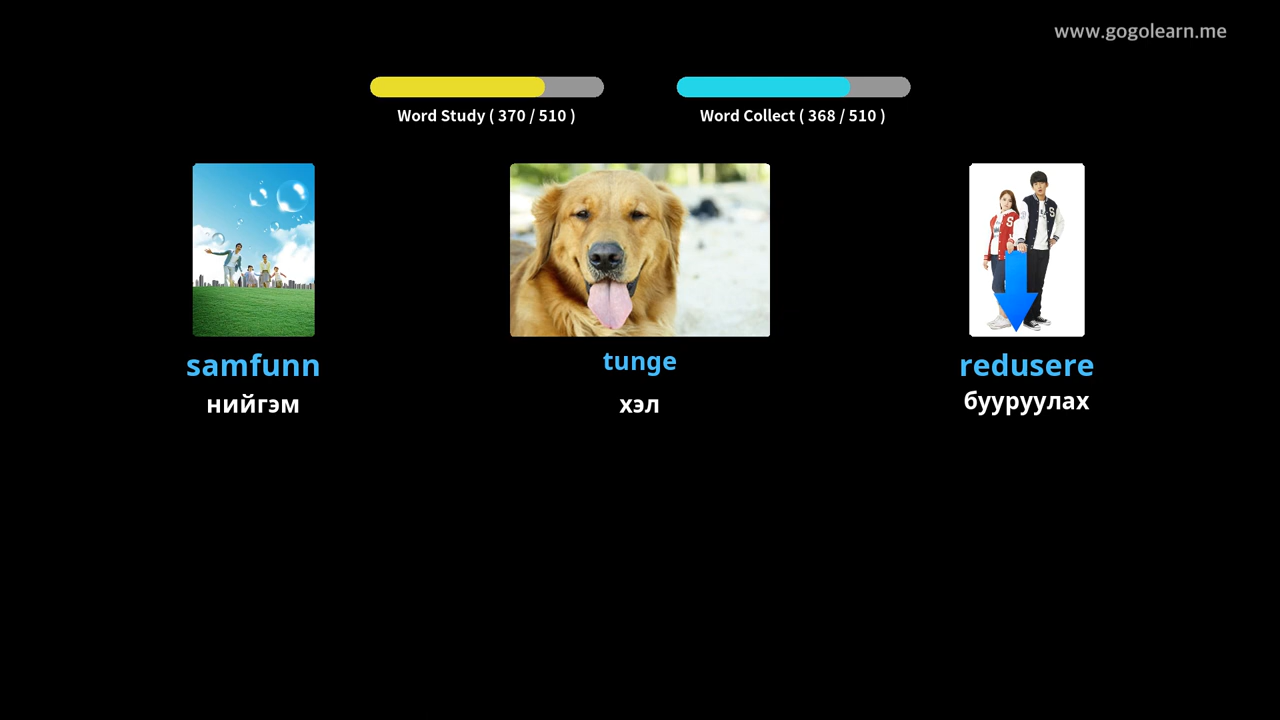 www.gogolearn.me
Word Study ( 370 / 510 )
Word Collect ( 368 / 510 )
samfunn
нийгэм
tunge
хэл
redusere
бууруулах